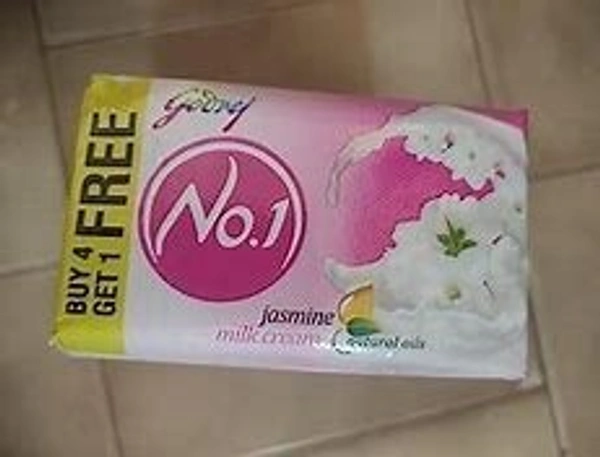 BUY 4
GET 1
FREE
Godrej
No.1
jasmine
milk cream
natural oils